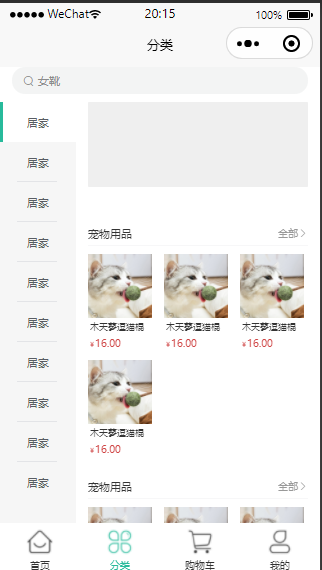 WeChat 20:15 100%
分类
女靴
居家
居家
居家
居家
居家
居家
居家
居家
居家
居家
宠物用品 全部
木天蓼逗猫棍 木天蓼逗猫棍 木天蓼逗猫棍
¥16.00 ¥16.00 ¥16.00
木天蓼逗猫棍
¥16.00
宠物用品 全部
首页 分类 购物车 我的